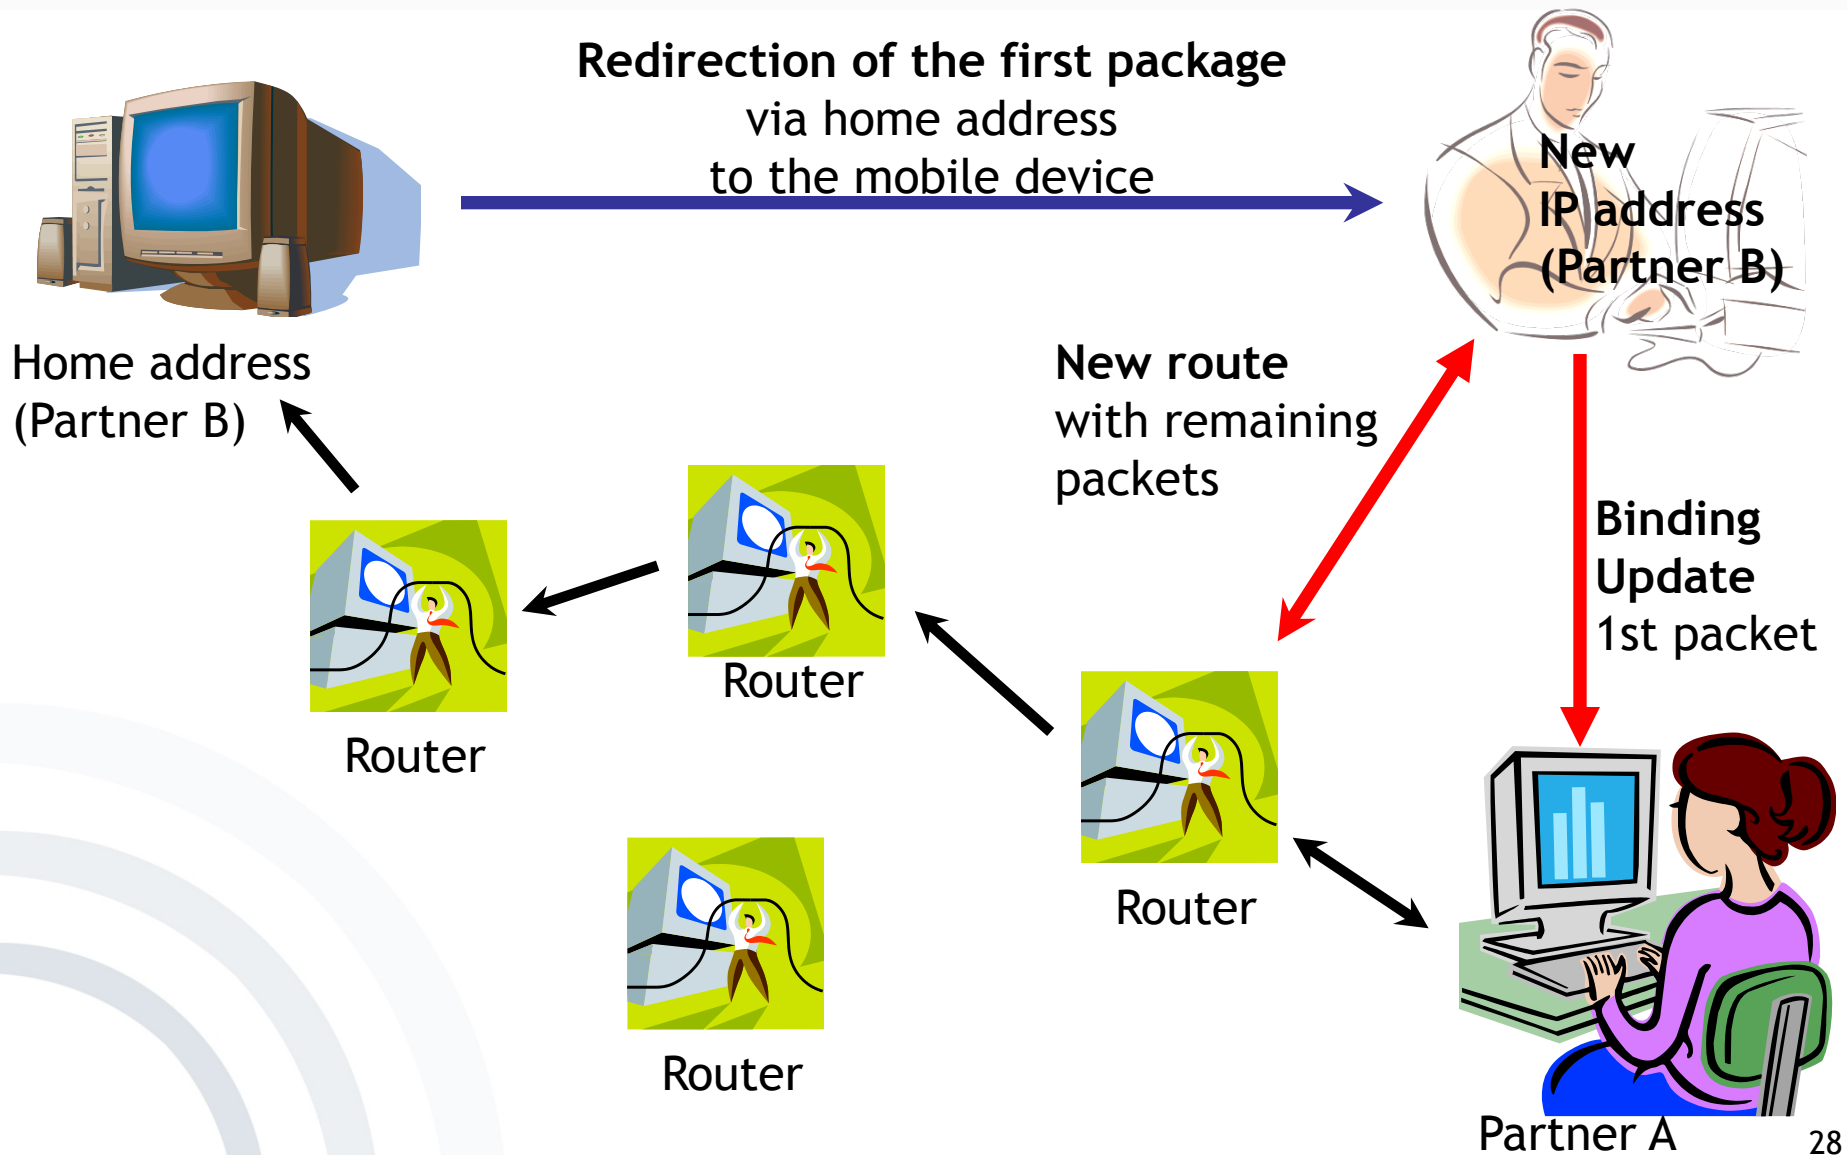 Redirection of the first package
via home address
to the mobile device
New
IP address
(Partner B)
Home address
(Partner B)
New route
with remaining
packets
Binding
Update
1st packet
Router
Router
Router
Router
Partner A
28